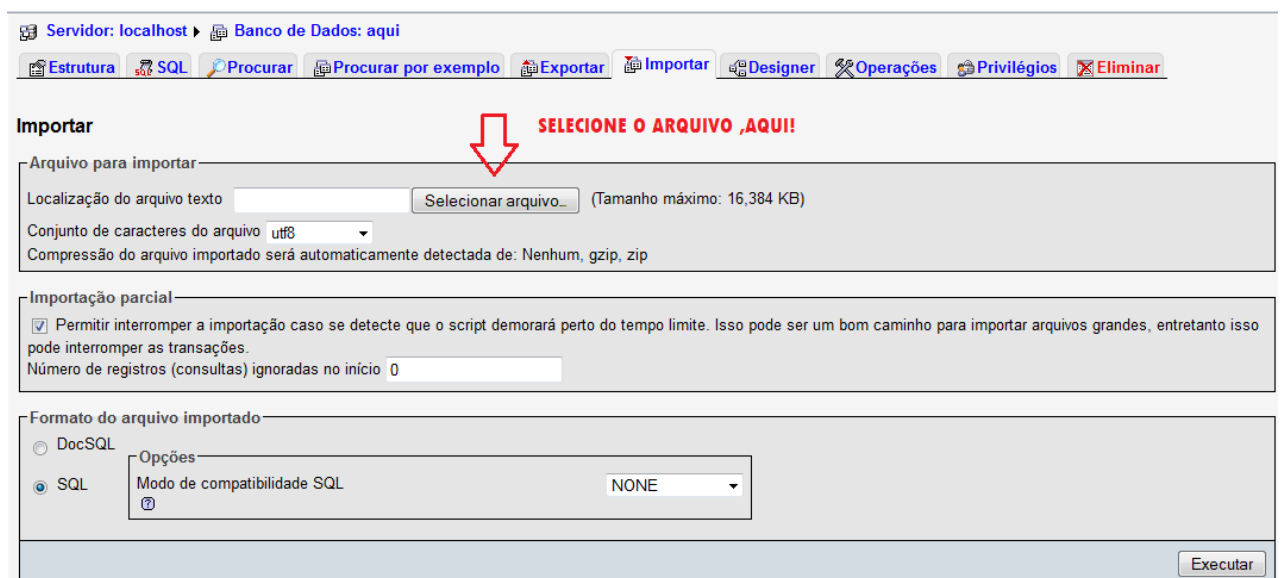 Servidor: localhost ▸ Banco de Dados: aqui
Estrutura SQL Procurar Procurar por exemplo Exportar Importar Designer Operações Privilégios Eliminar
Importar
SELECIONE O ARQUIVO ,AQUI!
Arquivo para importar
Localização do arquivo texto Selecionar arquivo... (Tamanho máximo: 16,384 KB)
Conjunto de caracteres do arquivo utf8
Compressão do arquivo importado será automaticamente detectada de: Nenhum, gzip, zip
Importação parcial
Permitir interromper a importação caso se detecte que o script demorará perto do tempo limite. Isso pode ser um bom caminho para importar arquivos grandes, entretanto isso
pode interromper as transações.
Número de registros (consultas) ignoradas no início 0
Formato do arquivo importado
DocSQL
Opções
SQL Modo de compatibilidade SQL NONE
?
Executar